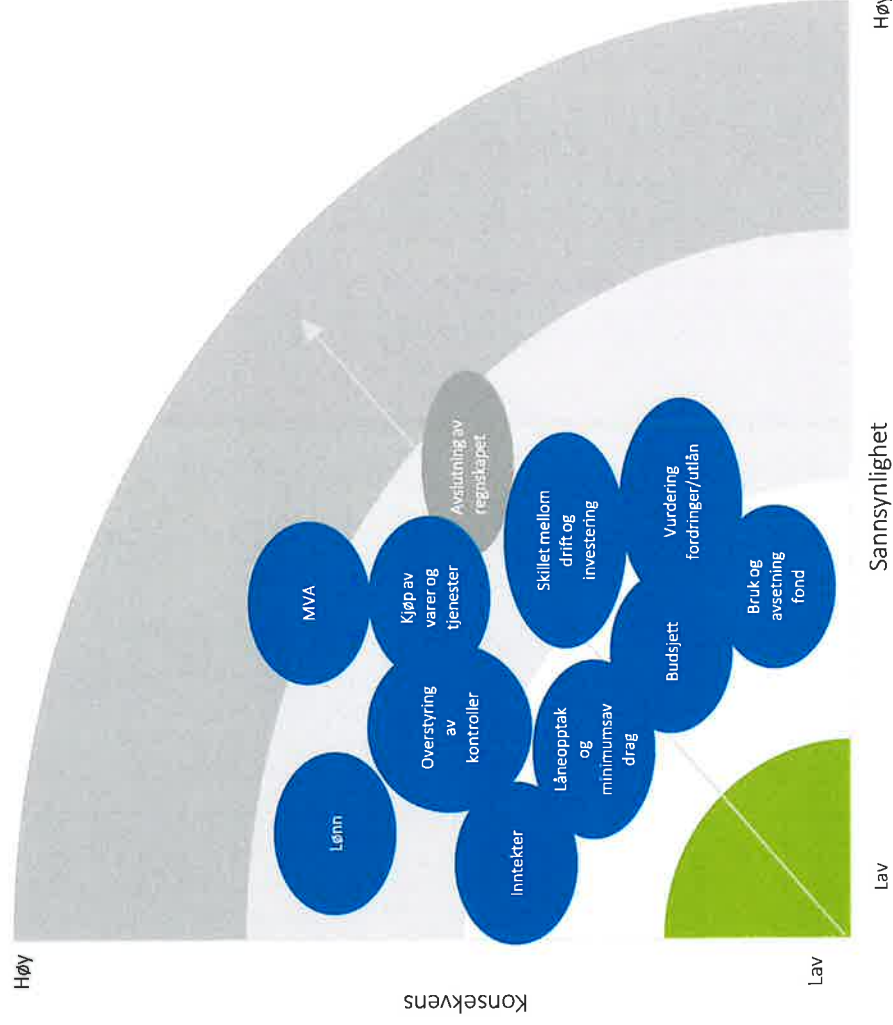 Høy
Konsekvens
Lav
MVA
Lønn
Avslutning av
regnskapet
Kjøp av
varer og
tjenester
Overstyring
av
kontroller
Skillet mellom
drift og
investering
Inntekter
Låneopptak
og
minimumsav
drag
Vurdering
fordringer/utlån
Budsjett
Bruk og
avsetning
fond
Lav
Sannsynlighet
Høy